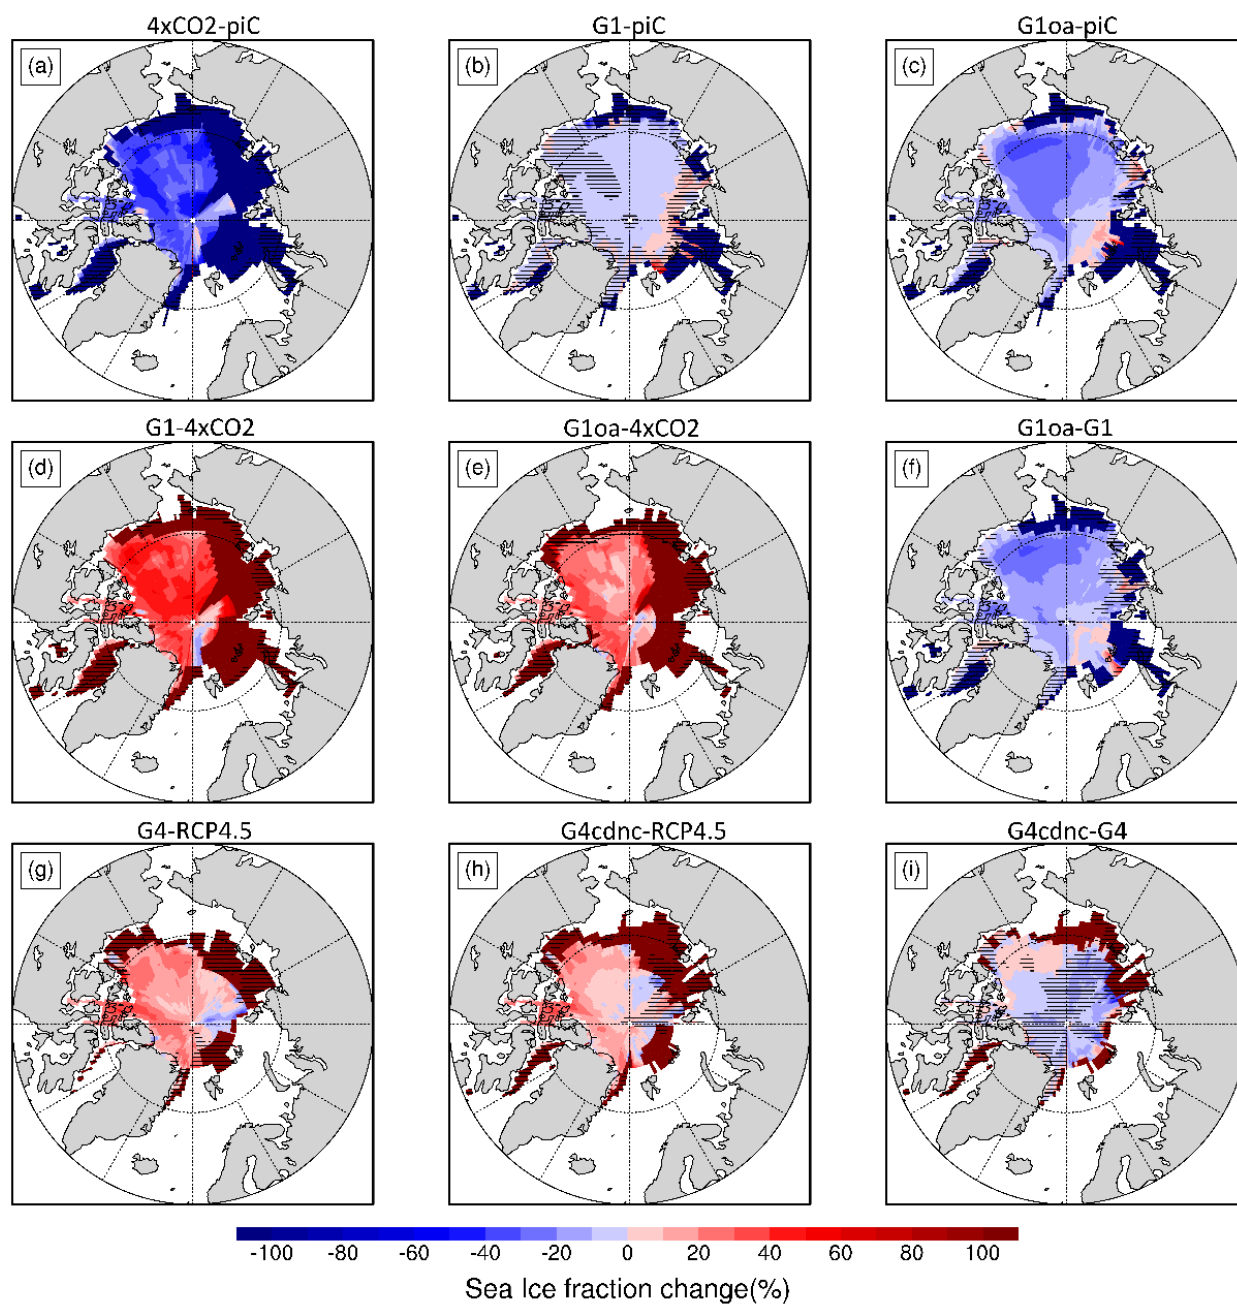 4xCO2-piC
G1-piC
G1oa-piC
(a)
(b)
(c)
G1-4xCO2
G1oa-4xCO2
G1oa-G1
(d)
(e)
(f)
G4-RCP4.5
G4cdnc-RCP4.5
G4cdnc-G4
(g)
(h)
(i)
-100 -80 -60 -40 -20 0 20 40 60 80 100
Sea Ice fraction change(%)